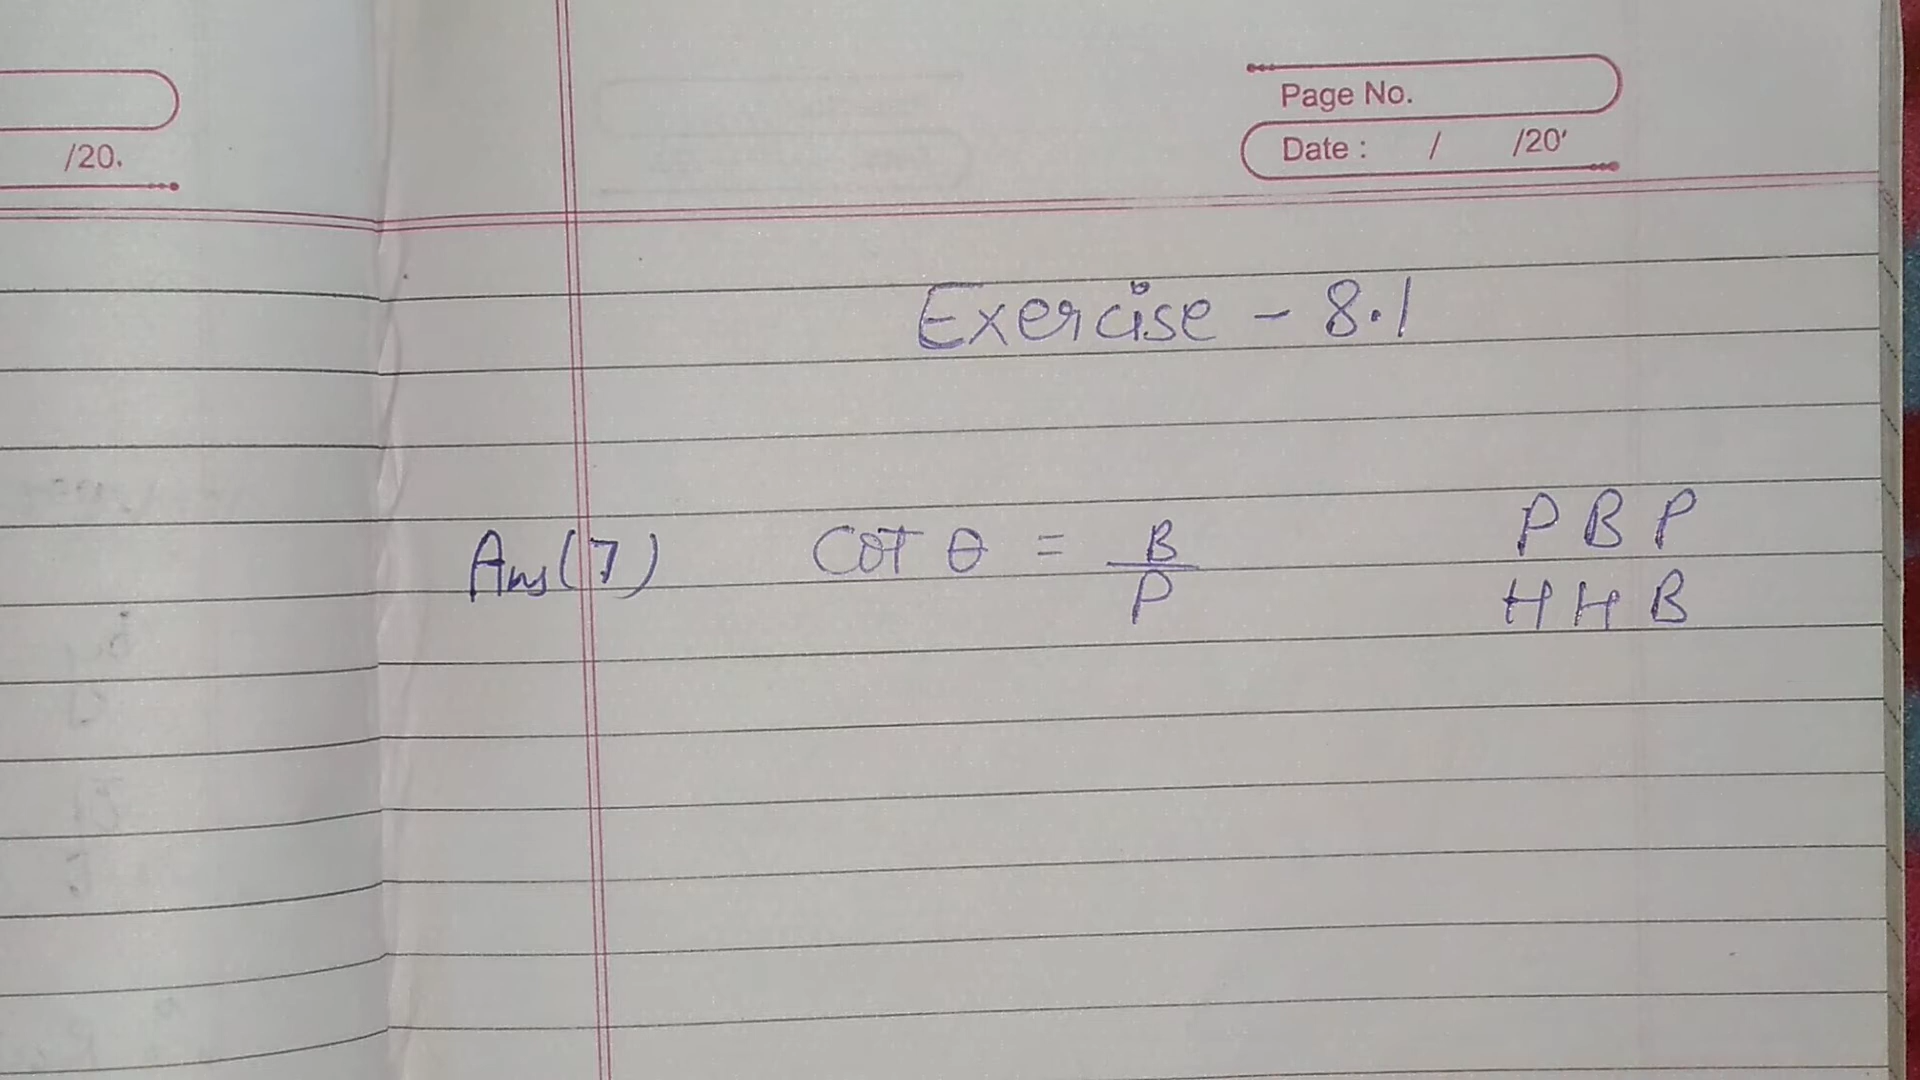 Page No.
/20.
Date : / /20'
Exercise - 8.1
Ans(7) Cot θ = B/P
P B P
H H B